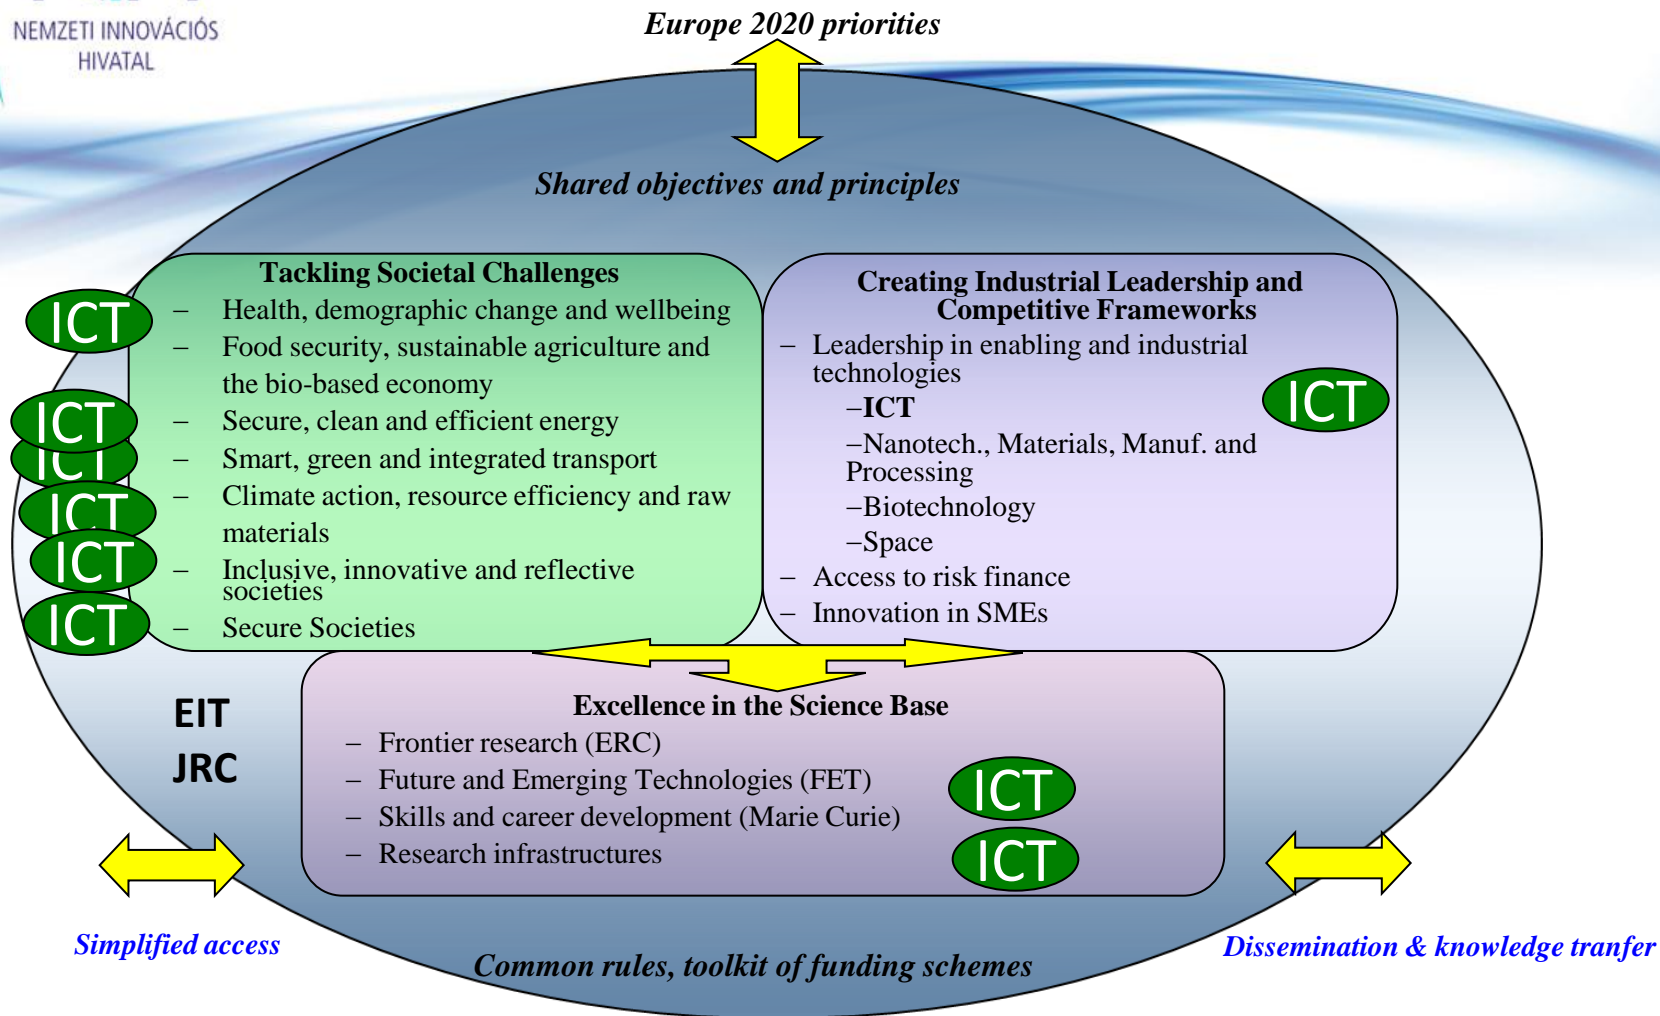 NEMZETI INNOVÁCIÓS
HIVATAL
Europe 2020 priorities
Shared objectives and principles
Tackling Societal Challenges
– Health, demographic change and wellbeing
– Food security, sustainable agriculture and
the bio-based economy
– Secure, clean and efficient energy
– Smart, green and integrated transport
– Climate action, resource efficiency and raw
materials
– Inclusive, innovative and reflective
societies
– Secure Societies
ICT
ICT
ICT
ICT
ICT
ICT
Creating Industrial Leadership and
Competitive Frameworks
– Leadership in enabling and industrial
technologies
–ICT
–Nanotech., Materials, Manuf. and
Processing
–Biotechnology
–Space
– Access to risk finance
– Innovation in SMEs
ICT
Excellence in the Science Base
– Frontier research (ERC)
– Future and Emerging Technologies (FET)
– Skills and career development (Marie Curie)
– Research infrastructures
ICT
ICT
EIT
JRC
Simplified access
Common rules, toolkit of funding schemes
Dissemination & knowledge tranfer